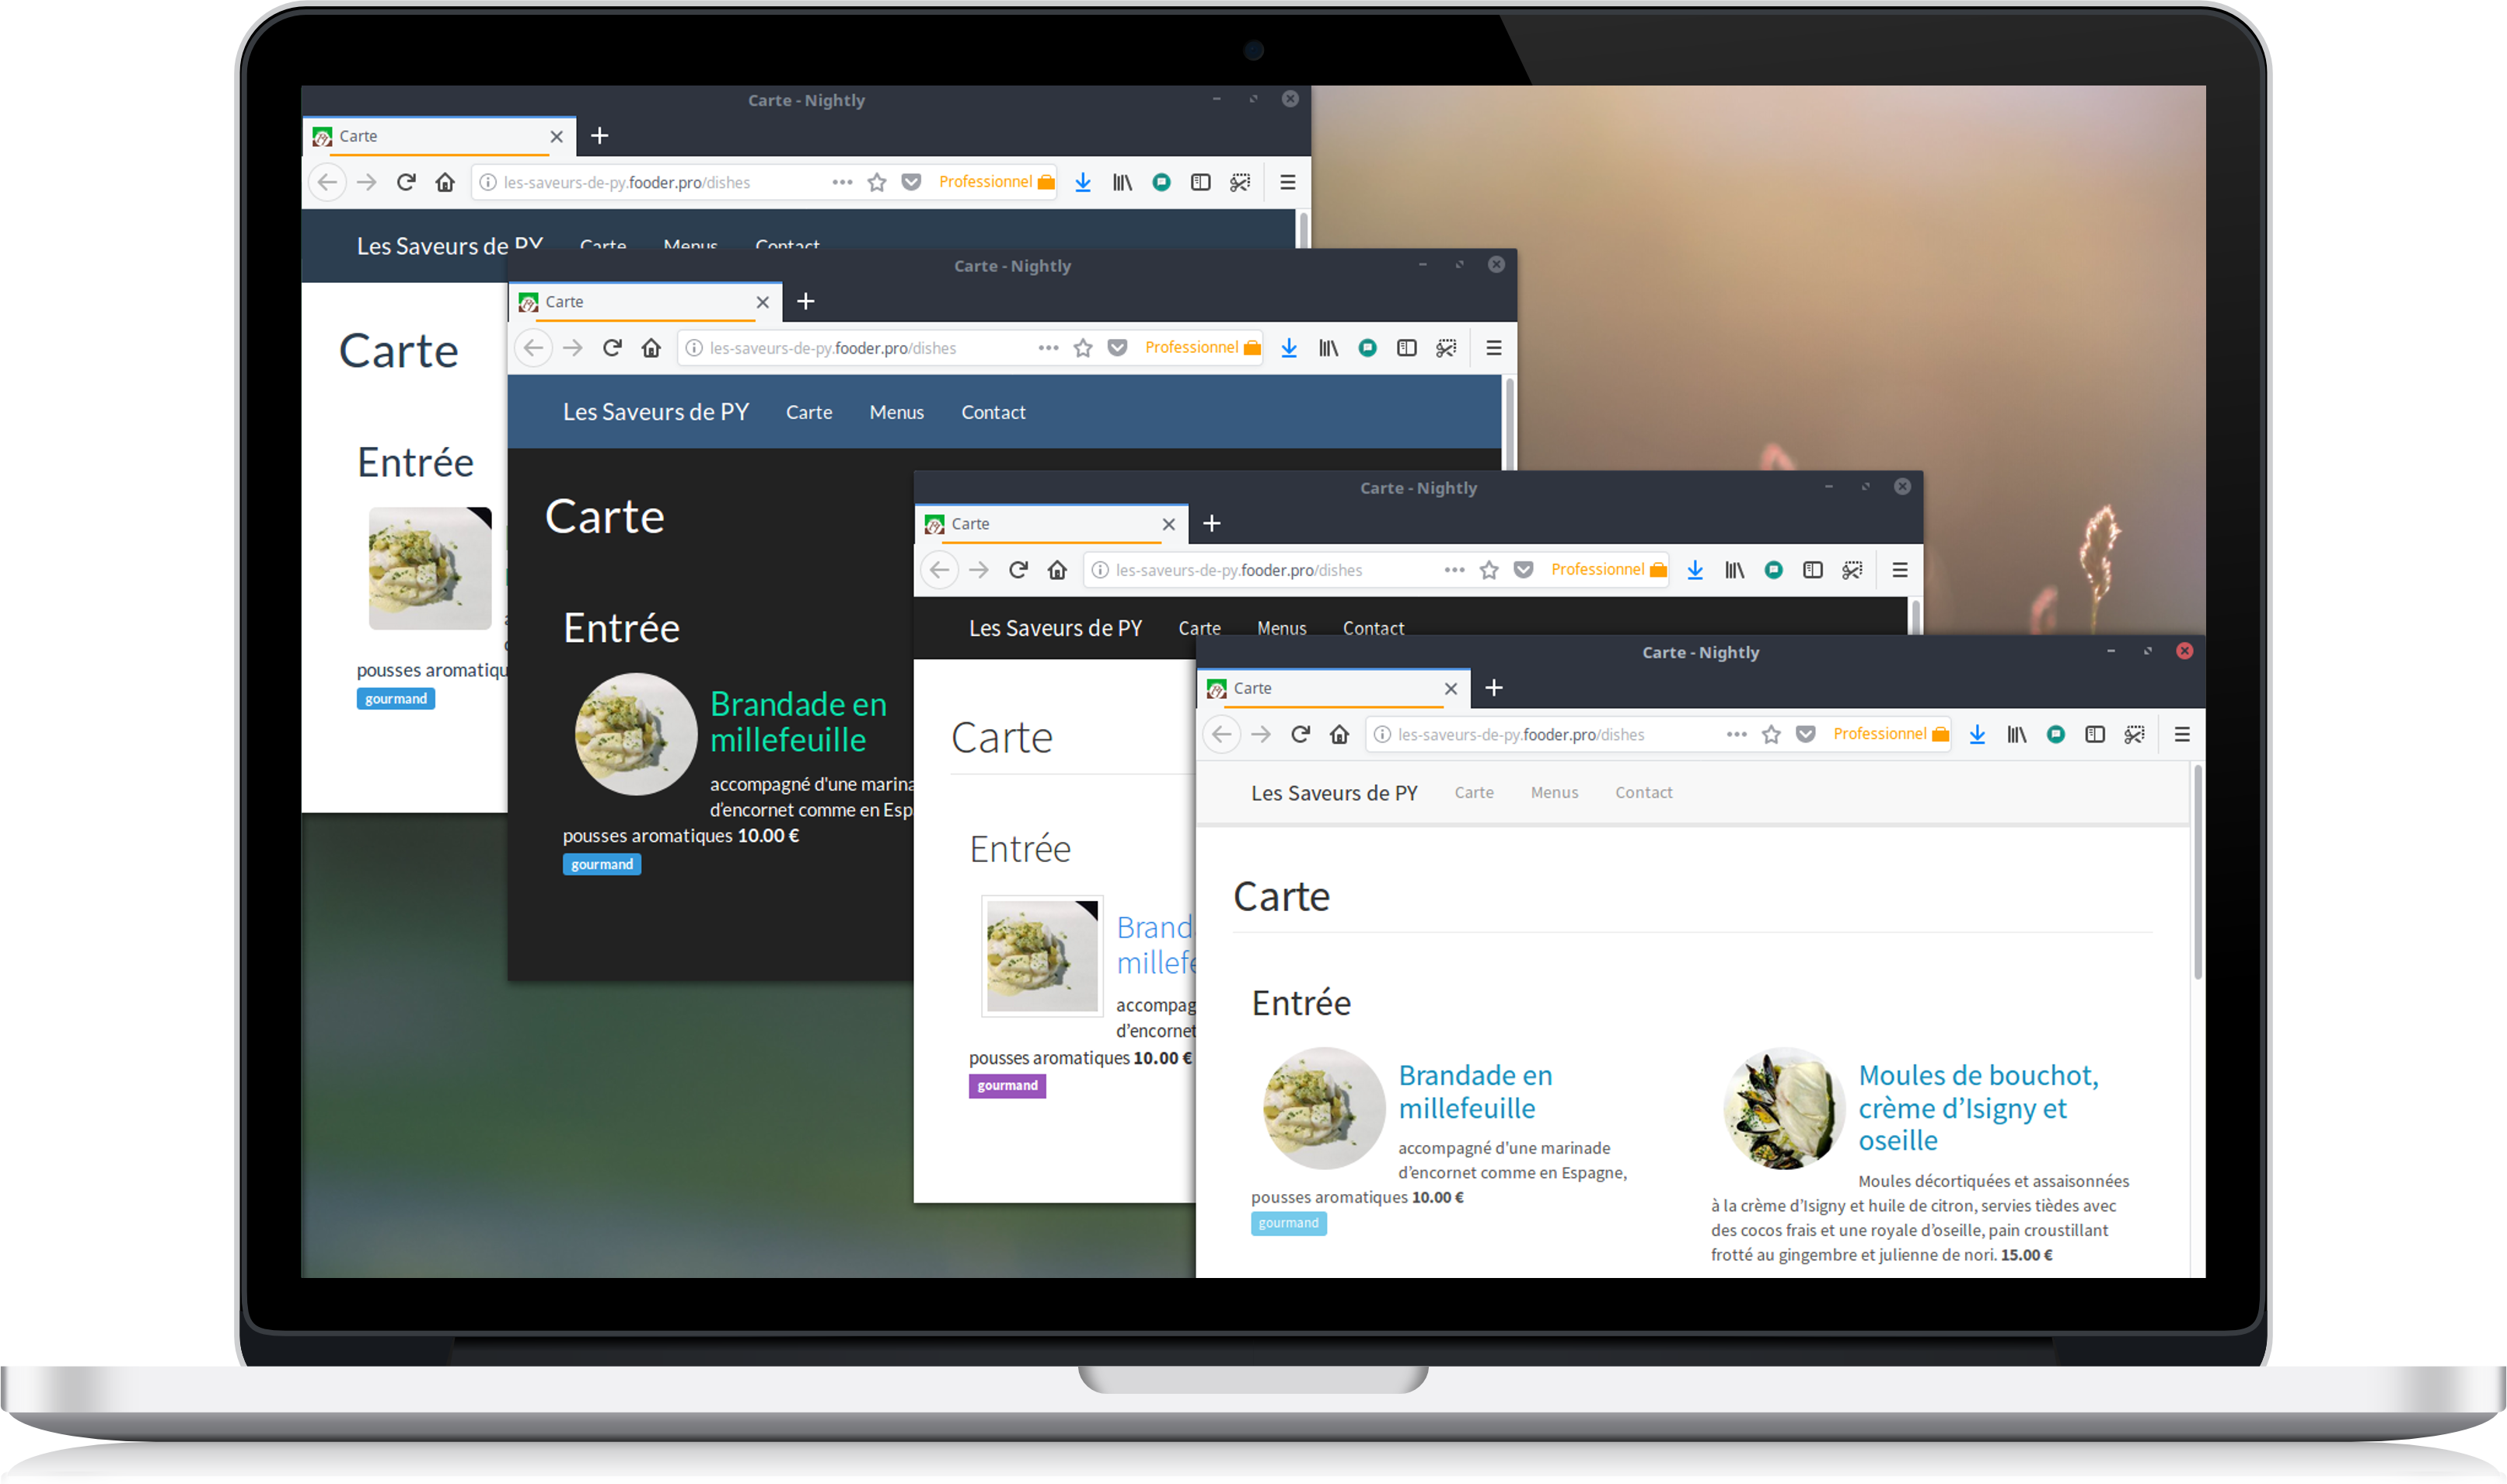 Carte - Nightly
Carte
les-saveurs-de-py.fooder.pro/dishes
Professionnel
Les Saveurs de PY Carte Menus Contact
Carte
Entrée
pousses aromatiqu
gourmand
Carte - Nightly
Carte
les-saveurs-de-py.fooder.pro/dishes
Professionnel
Les Saveurs de PY Carte Menus Contact
Carte
Entrée
Brandade en
millefeuille
accompagné d'une marina
d’encornet comme en Esp
pousses aromatiques 10.00 €
gourmand
Carte - Nightly
Carte
les-saveurs-de-py.fooder.pro/dishes
Professionnel
Les Saveurs de PY Carte Menus Contact
Carte
Entrée
Brand
millefe
accompag
d’encornet
pousses aromatiques 10.00 €
gourmand
Carte - Nightly
Carte
les-saveurs-de-py.fooder.pro/dishes
Professionnel
Les Saveurs de PY Carte Menus Contact
Carte
Entrée
Brandade en
millefeuille
accompagné d'une marinade
d’encornet comme en Espagne,
pousses aromatiques 10.00 €
gourmand
Moules de bouchot,
crème d’Isigny et
oseille
Moules décortiquées et assaisonnées
à la crème d’Isigny et huile de citron, servies tièdes avec
des cocos frais et une royale d’oseille, pain croustillant
frotté au gingembre et julienne de nori. 15.00 €